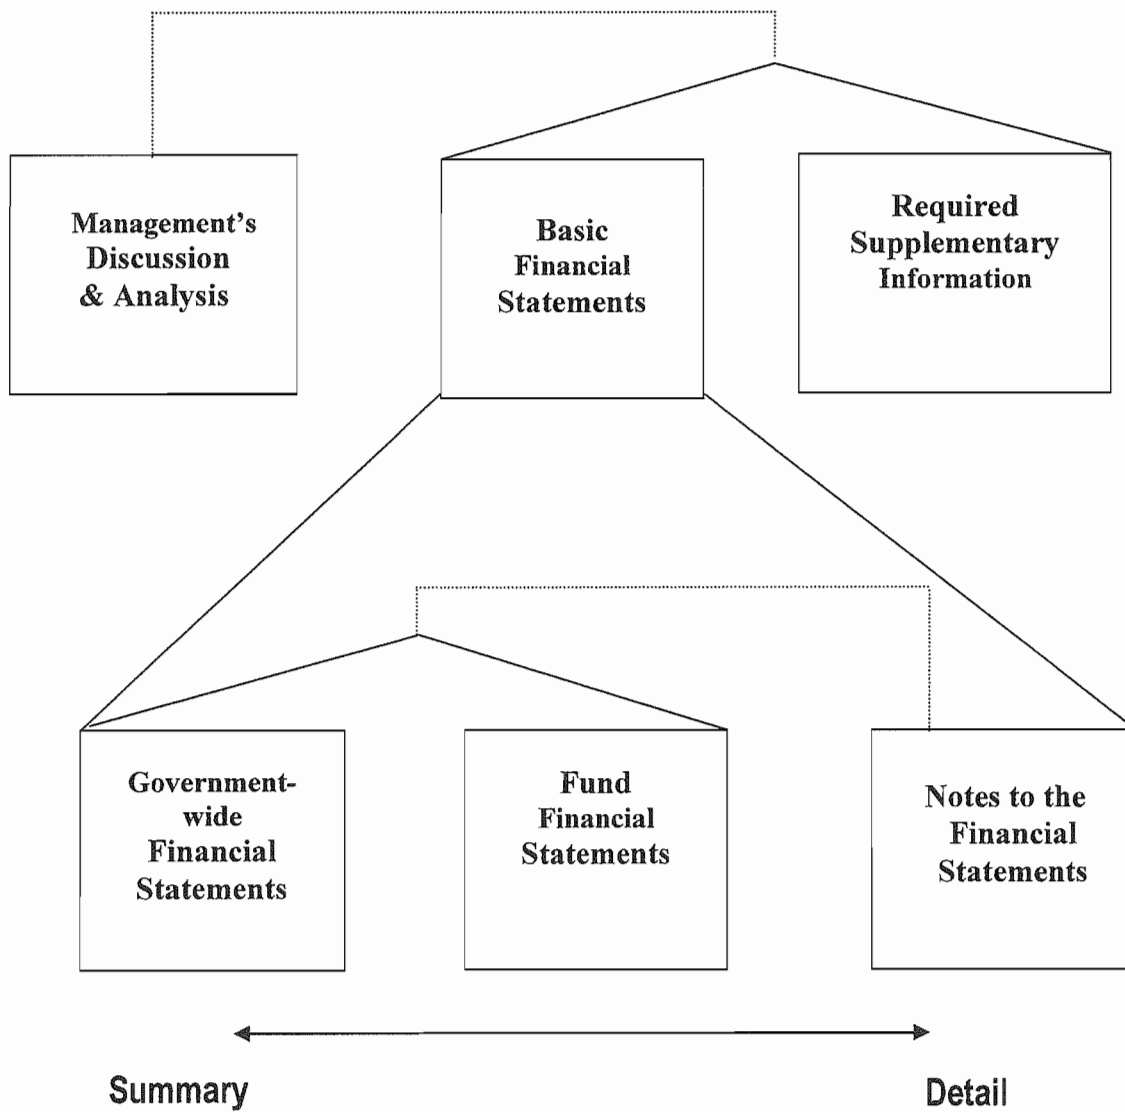 Management's
Discussion
& Analysis
Basic
Financial
Statements
Required
Supplementary
Information
Government-
wide
Financial
Statements
Fund
Financial
Statements
Notes to the
Financial
Statements
Summary
Detail